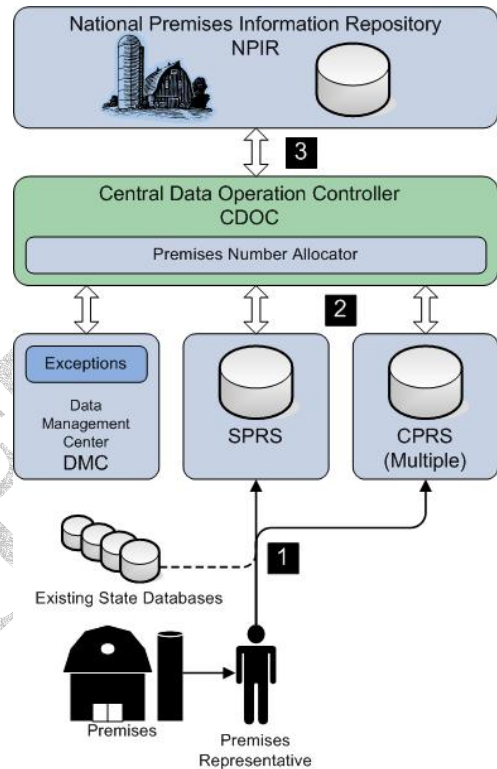 National Premises Information Repository
NPIR
3
Central Data Operation Controller
CDOC
Premises Number Allocator
2
Exceptions
Data
Management
Center
DMC
SPRS
CPRS
(Multiple)
1
Existing State Databases
Premises
Premises
Representative